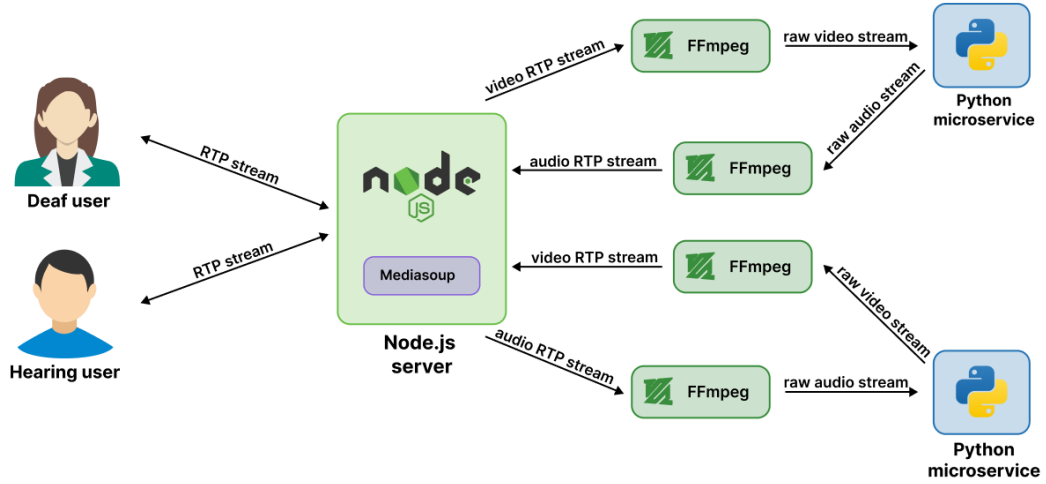 video RTP stream
FFmpeg
raw video stream
Python
microservice
raw audio stream
RTP stream
Deaf user
node
JS
audio RTP stream
FFmpeg
RTP stream
Hearing user
Mediasoup
Node.js
server
video RTP stream
FFmpeg
raw video stream
audio RTP stream
FFmpeg
raw audio stream
Python
microservice